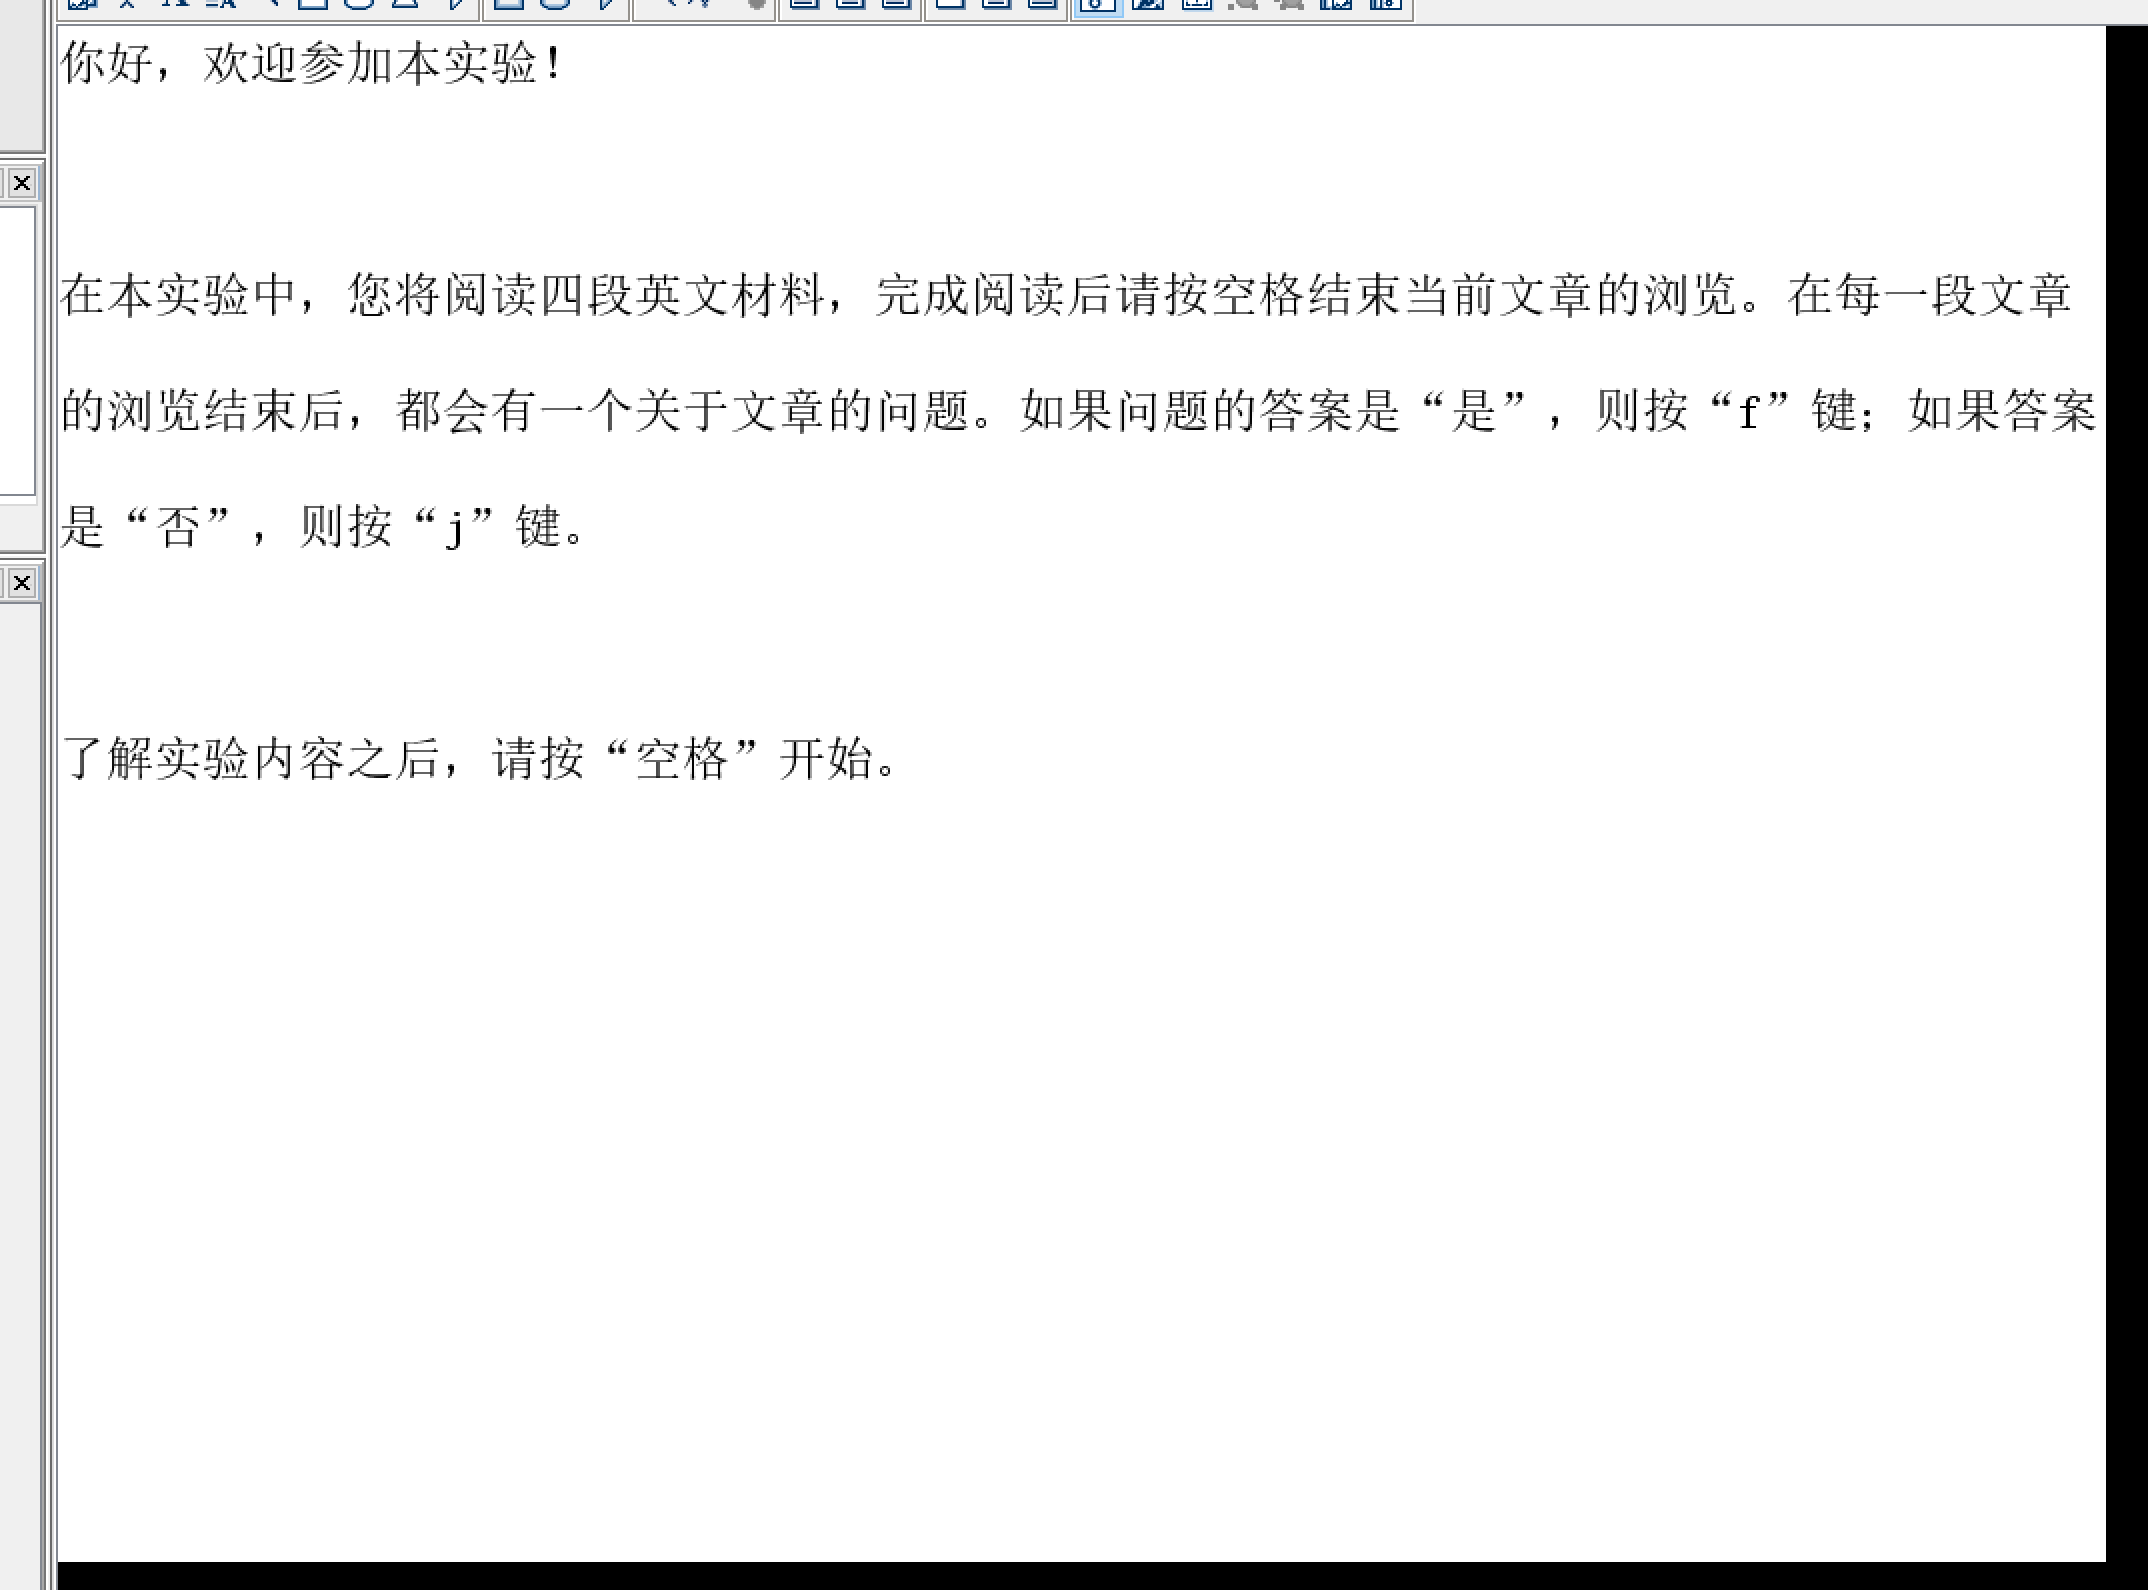 你好，欢迎参加本实验！
在本实验中，您将阅读四段英文材料，完成阅读后请按空格结束当前文章的浏览。在每一段文章
的浏览结束后，都会有一个关于文章的问题。如果问题的答案是“是”，则按“f”键；如果答案
是“否”，则按“j”键。
了解实验内容之后，请按“空格”开始。